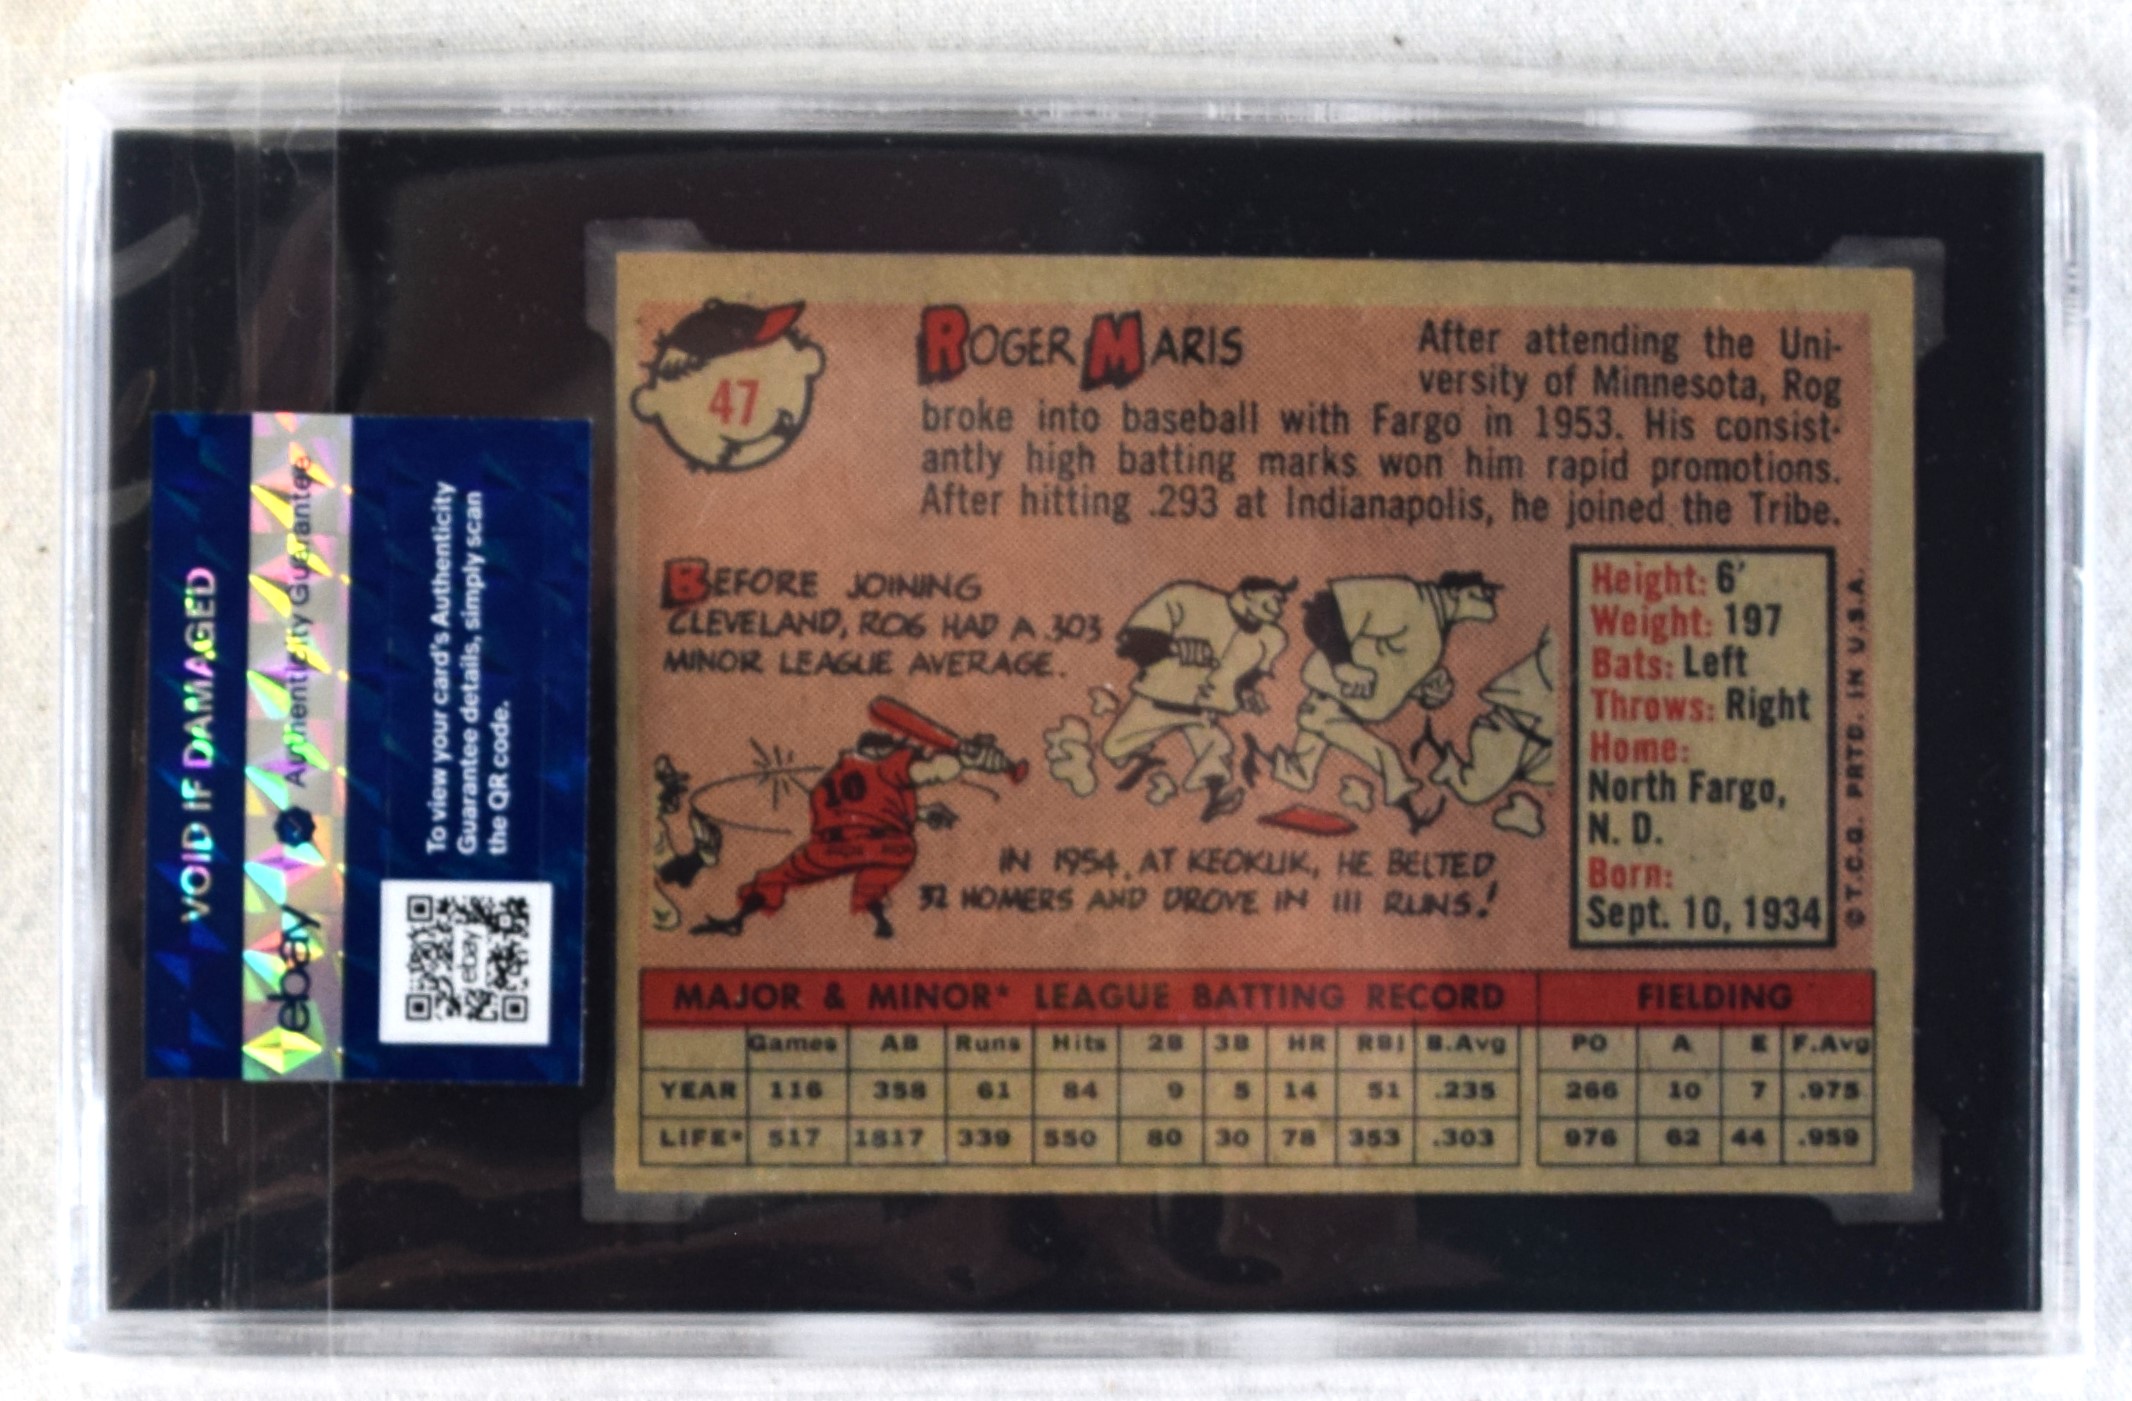 VOID IF DAMAGED
ebay Authenticity Guarantee
To view your card's Authenticity
Guarantee details, simply scan
the QR code.
ebay
47
ROGER MARIS
After attending the Uni-
versity of Minnesota, Rog
broke into baseball with Fargo in 1953. His consist-
antly high batting marks won him rapid promotions.
After hitting .293 at Indianapolis, he joined the Tribe.
BEFORE JOINING
CLEVELAND, ROG HAD A .303
MINOR LEAGUE AVERAGE.
10
IN 1954, AT KEOKUK, HE BELTED
32 HOMERS AND DROVE IN 111 RUNS!
Height: 6'
Weight: 197
Bats: Left
Throws: Right
Home:
North Fargo,
N. D.
Born:
Sept. 10, 1934
© T.C.G. PRTD. IN U.S.A.
MAJOR & MINOR* LEAGUE BATTING RECORD FIELDING
Games AB Runs Hits 2B 3B HR RBI B.Avg PO A E F.Avg
YEAR 116 358 61 84 9 5 14 51 .235 266 10 7 .975
LIFE* 517 1817 339 550 80 30 78 353 .303 976 62 44 .959